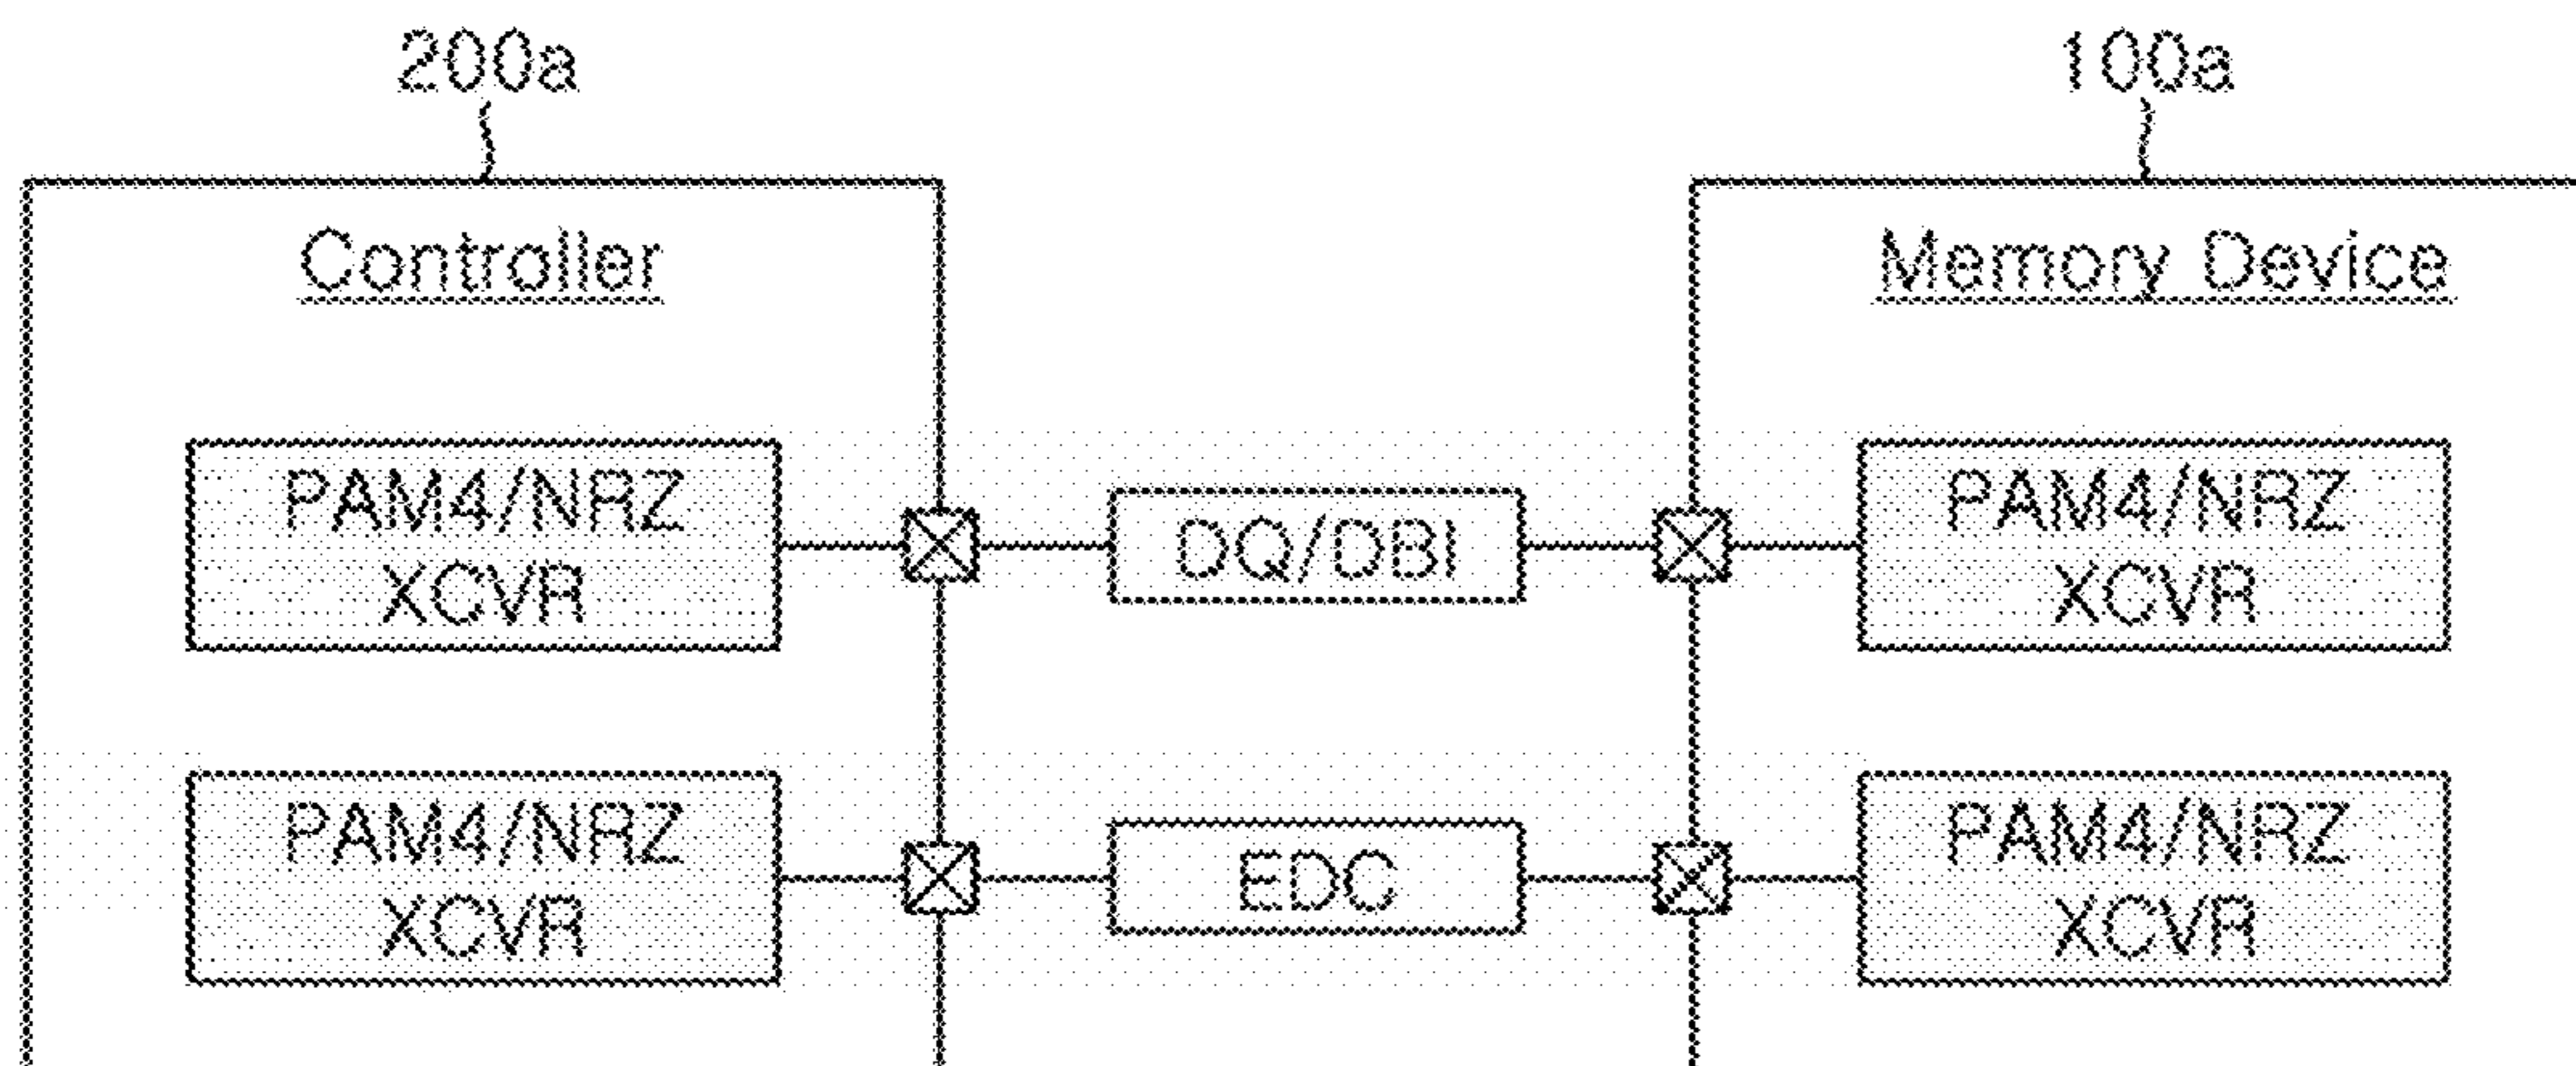 200a
100a
Controller
Memory Device
PAM4/NRZ
XCVR
DQ/DBI
PAM4/NRZ
XCVR
PAM4/NRZ
XCVR
EDC
PAM4/NRZ
XCVR